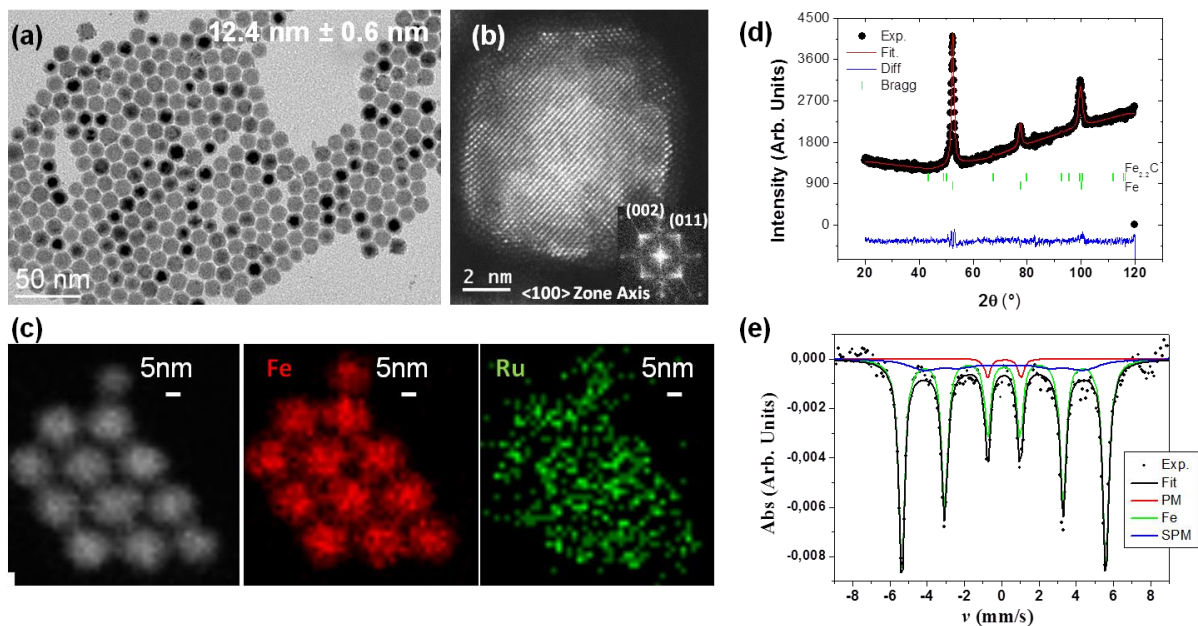 (a)
12.4 nm ± 0.6 nm
50 nm
(b)
(002)
(011)
2 nm
<100> Zone Axis
(c)
5nm
Fe
5nm
Ru
5nm
(d)
Intensity (Arb. Units)
4500
3600
2700
1800
900
0
Exp.
Fit.
Diff
Bragg
Fe2.2C
Fe
20
40
60
80
100
120
2θ (°)
(e)
Abs (Arb. Units)
0,000
-0,002
-0,004
-0,006
-0,008
Exp.
Fit
PM
Fe
SPM
-8
-6
-4
-2
0
2
4
6
8
v (mm/s)